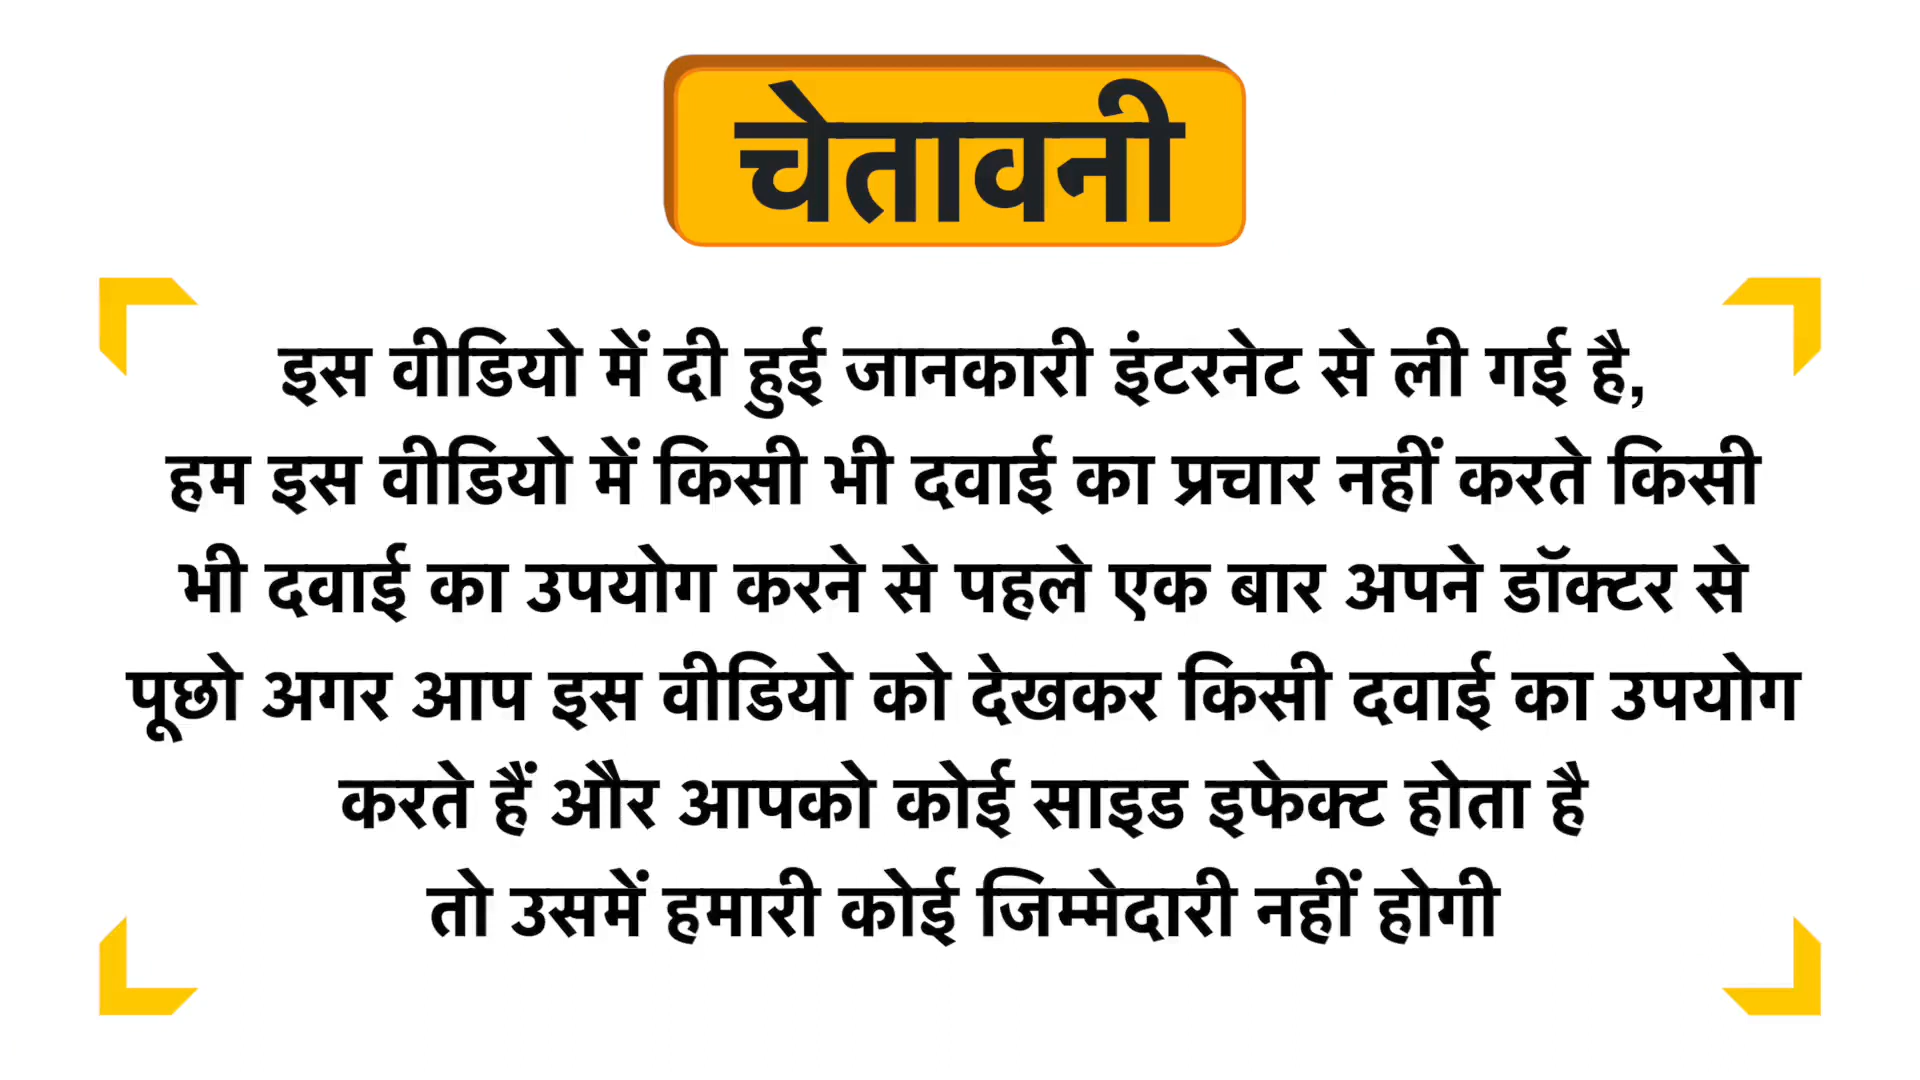 चेतावनी
इस वीडियो में दी हुई जानकारी इंटरनेट से ली गई है,
हम इस वीडियो में किसी भी दवाई का प्रचार नहीं करते किसी
भी दवाई का उपयोग करने से पहले एक बार अपने डॉक्टर से
पूछो अगर आप इस वीडियो को देखकर किसी दवाई का उपयोग
करते हैं और आपको कोई साइड इफेक्ट होता है
तो उसमें हमारी कोई जिम्मेदारी नहीं होगी